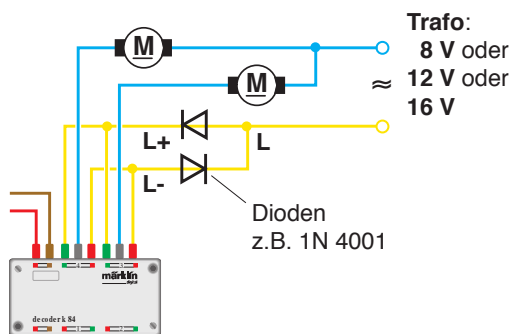 Trafo:
8 V oder
≈ 12 V oder
16 V
M
M
L+
L
L-
Dioden
z.B. 1N 4001
märklin
digital
decoder k 84